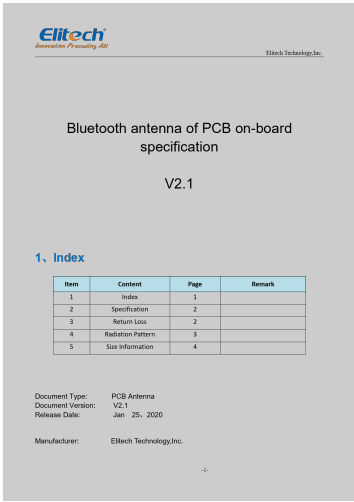 Elitech®
Innovation Preceding All
Elitech Technology,Inc.
Bluetooth antenna of PCB on-board
specification
V2.1
1、Index
Item Content Page Remark
1 Index 1
2 Specification 2
3 Return Loss 2
4 Radiation Pattern 3
5 Size Information 4
Document Type: PCB Antenna
Document Version: V2.1
Release Date: Jan 25、2020
Manufacturer: Elitech Technology,Inc.
-1-